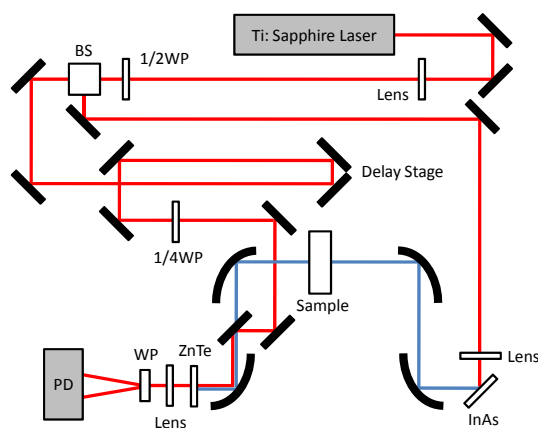 Ti: Sapphire Laser
BS
1/2WP
Lens
Delay Stage
1/4WP
Sample
WP
ZnTe
PD
Lens
Lens
InAs